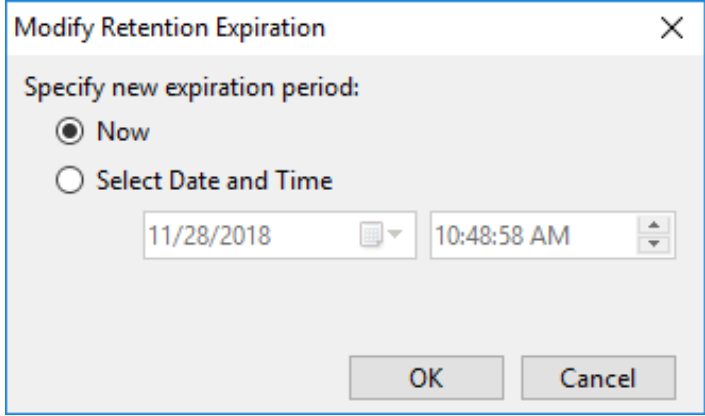 Modify Retention Expiration
Specify new expiration period:
Now
Select Date and Time
11/28/2018 10:48:58 AM
OK Cancel